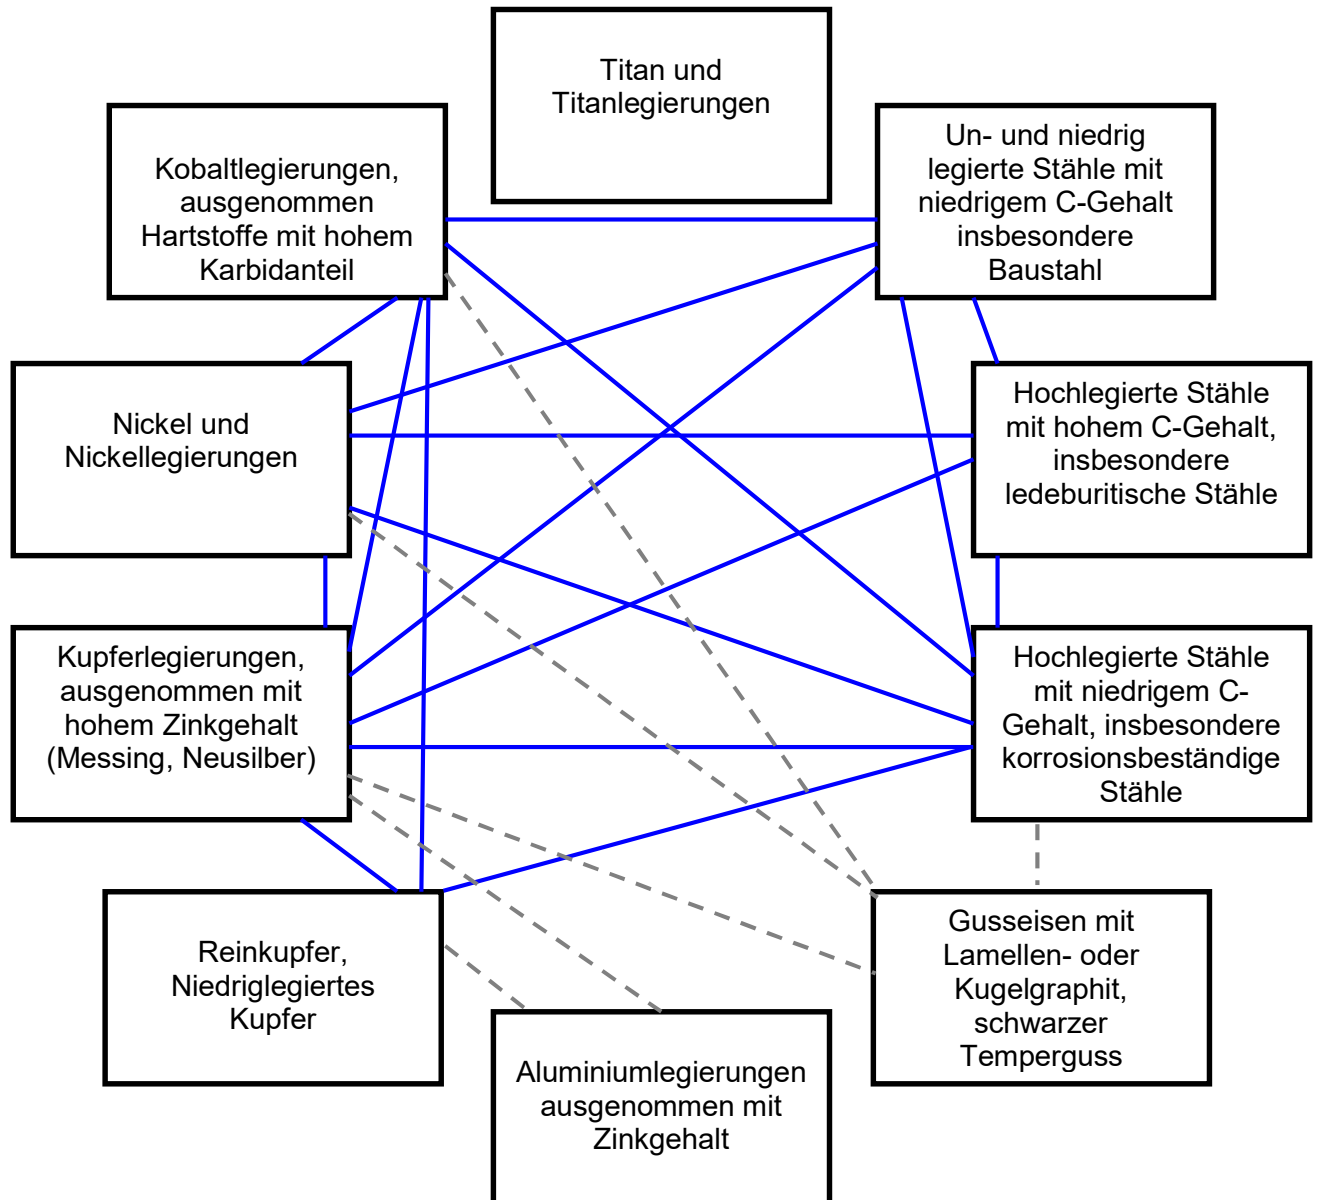 Titan und
Titanlegierungen
Kobaltlegierungen,
ausgenommen
Hartstoffe mit hohem
Karbidanteil
Un- und niedrig
legierte Stähle mit
niedrigem C-Gehalt
insbesondere
Baustahl
Nickel und
Nickellegierungen
Hochlegierte Stähle
mit hohem C-Gehalt,
insbesondere
ledeburitische Stähle
Kupferlegierungen,
ausgenommen mit
hohem Zinkgehalt
(Messing, Neusilber)
Hochlegierte Stähle
mit niedrigem C-
Gehalt, insbesondere
korrosionsbeständige
Stähle
Reinkupfer,
Niedriglegiertes
Kupfer
Gusseisen mit
Lamellen- oder
Kugelgraphit,
schwarzer
Temperguss
Aluminiumlegierungen
ausgenommen mit
Zinkgehalt